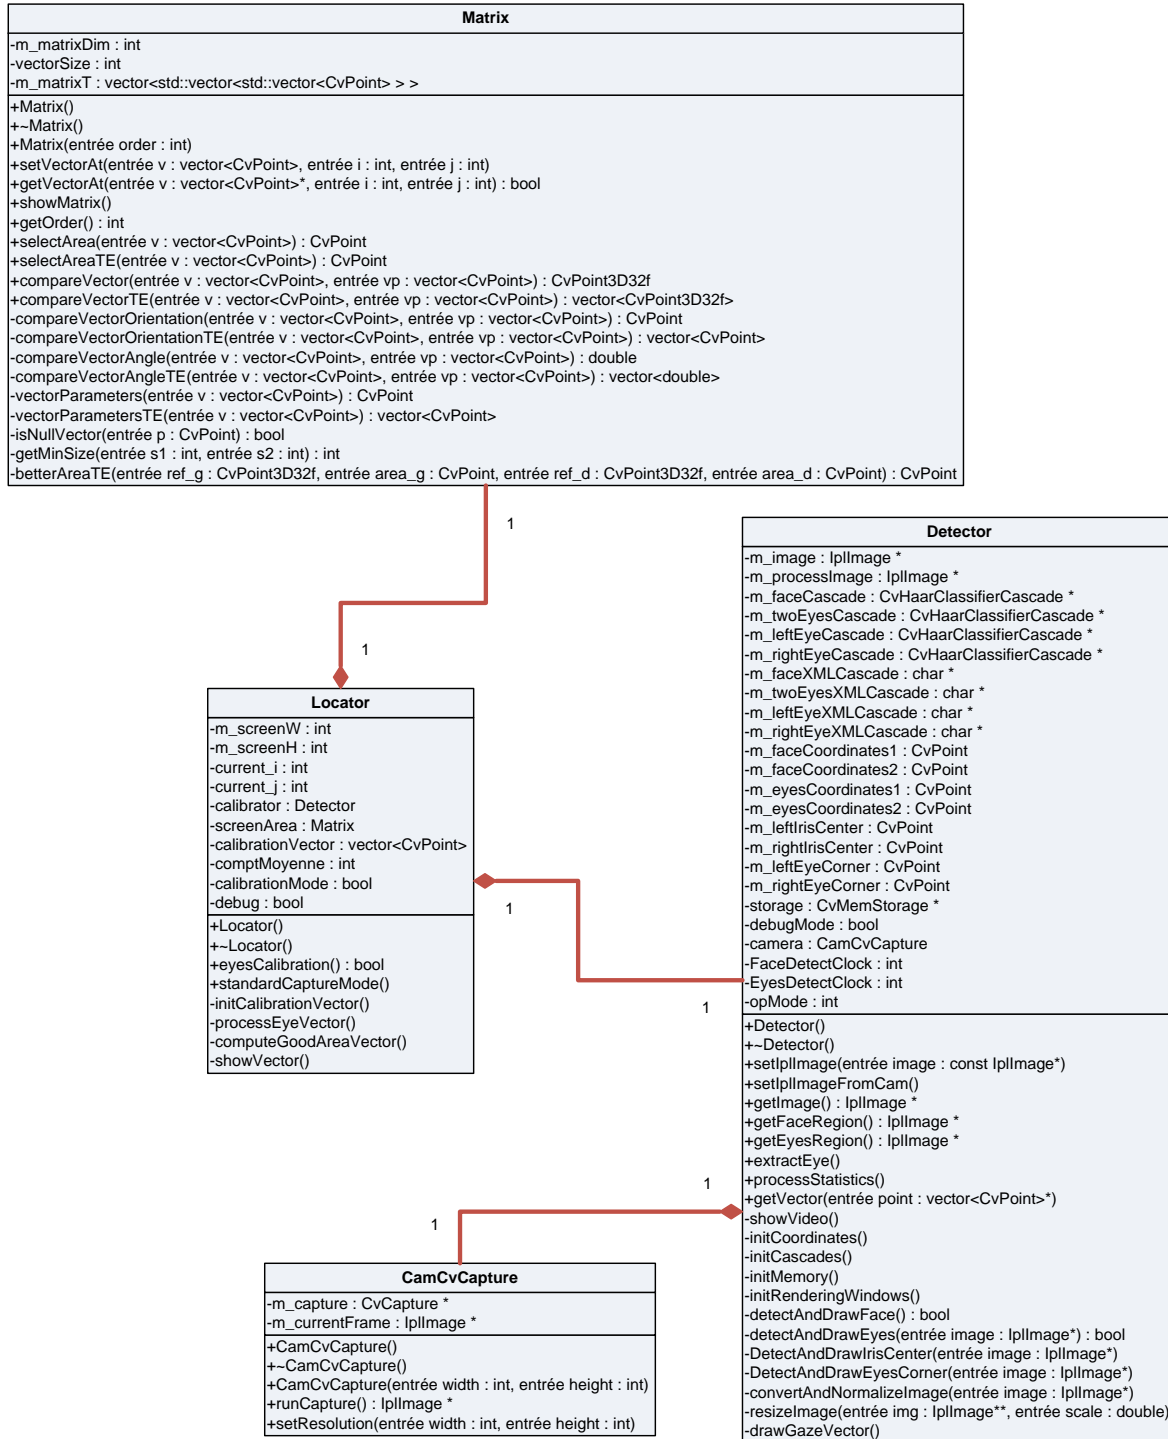 Matrix
-m_matrixDim : int
-vectorSize : int
-m_matrixT : vector<std::vector<std::vector<CvPoint> > >
+Matrix()
+~Matrix()
+Matrix(entrée order : int)
+setVectorAt(entrée v : vector<CvPoint>, entrée i : int, entrée j : int)
+getVectorAt(entrée v : vector<CvPoint>*, entrée i : int, entrée j : int) : bool
+showMatrix()
+getOrder() : int
+selectArea(entrée v : vector<CvPoint>) : CvPoint
+selectAreaTE(entrée v : vector<CvPoint>) : CvPoint
+compareVector(entrée v : vector<CvPoint>, entrée vp : vector<CvPoint>) : CvPoint3D32f
+compareVectorTE(entrée v : vector<CvPoint>, entrée vp : vector<CvPoint>) : vector<CvPoint3D32f>
-compareVectorOrientation(entrée v : vector<CvPoint>, entrée vp : vector<CvPoint>) : CvPoint
-compareVectorOrientationTE(entrée v : vector<CvPoint>, entrée vp : vector<CvPoint>) : vector<CvPoint>
-compareVectorAngle(entrée v : vector<CvPoint>, entrée vp : vector<CvPoint>) : double
-compareVectorAngleTE(entrée v : vector<CvPoint>, entrée vp : vector<CvPoint>) : vector<double>
-vectorParameters(entrée v : vector<CvPoint>) : CvPoint
-vectorParametersTE(entrée v : vector<CvPoint>) : vector<CvPoint>
-isNullVector(entrée p : CvPoint) : bool
-getMinSize(entrée s1 : int, entrée s2 : int) : int
-betterAreaTE(entrée ref_g : CvPoint3D32f, entrée area_g : CvPoint, entrée ref_d : CvPoint3D32f, entrée area_d : CvPoint) : CvPoint
1
1
Locator
-m_screenW : int
-m_screenH : int
-current_i : int
-current_j : int
-calibrator : Detector
-screenArea : Matrix
-calibrationVector : vector<CvPoint>
-comptMoyenne : int
-calibrationMode : bool
-debug : bool
+Locator()
+~Locator()
+eyesCalibration() : bool
+standardCaptureMode()
-initCalibrationVector()
-processEyeVector()
-computeGoodAreaVector()
-showVector()
1
1
Detector
-m_image : IplImage *
-m_processImage : IplImage *
-m_faceCascade : CvHaarClassifierCascade *
-m_twoEyesCascade : CvHaarClassifierCascade *
-m_leftEyeCascade : CvHaarClassifierCascade *
-m_rightEyeCascade : CvHaarClassifierCascade *
-m_faceXMLCascade : char *
-m_twoEyesXMLCascade : char *
-m_leftEyeXMLCascade : char *
-m_rightEyeXMLCascade : char *
-m_faceCoordinates1 : CvPoint
-m_faceCoordinates2 : CvPoint
-m_eyesCoordinates1 : CvPoint
-m_eyesCoordinates2 : CvPoint
-m_leftIrisCenter : CvPoint
-m_rightIrisCenter : CvPoint
-m_leftEyeCorner : CvPoint
-m_rightEyeCorner : CvPoint
-storage : CvMemStorage *
-debugMode : bool
-camera : CamCvCapture
-FaceDetectClock : int
-EyesDetectClock : int
-opMode : int
+Detector()
+~Detector()
+setIplImage(entrée image : const IplImage*)
+setIplImageFromCam()
+getImage() : IplImage *
+getFaceRegion() : IplImage *
+getEyesRegion() : IplImage *
+extractEye()
+processStatistics()
+getVector(entrée point : vector<CvPoint>*)
-showVideo()
-initCoordinates()
-initCascades()
-initMemory()
-initRenderingWindows()
-detectAndDrawFace() : bool
-detectAndDrawEyes(entrée image : IplImage*) : bool
-DetectAndDrawIrisCenter(entrée image : IplImage*)
-DetectAndDrawEyesCorner(entrée image : IplImage*)
-convertAndNormalizeImage(entrée image : IplImage*)
-resizeImage(entrée img : IplImage**, entrée scale : double)
-drawGazeVector()
1
1
CamCvCapture
-m_capture : CvCapture *
-m_currentFrame : IplImage *
+CamCvCapture()
+~CamCvCapture()
+CamCvCapture(entrée width : int, entrée height : int)
+runCapture() : IplImage *
+setResolution(entrée width : int, entrée height : int)